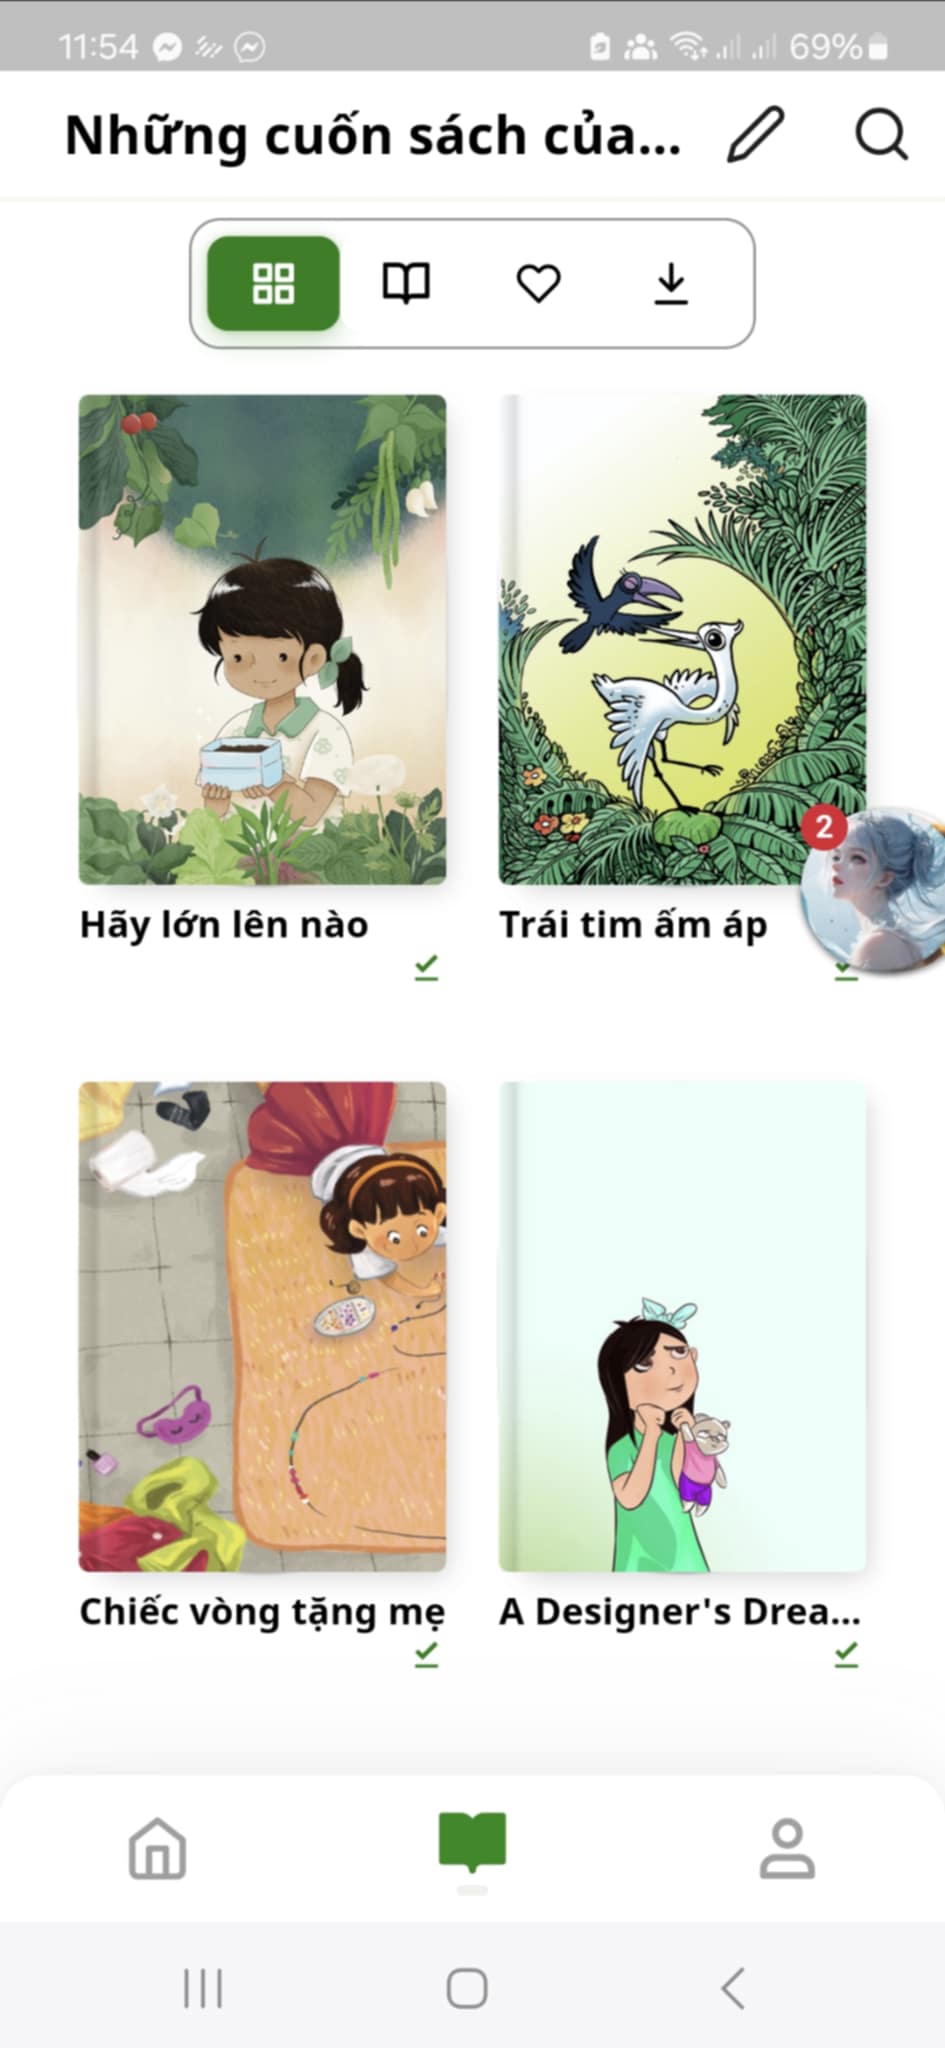 11:54
69%
Những cuốn sách của...
Hãy lớn lên nào
Trái tim ấm áp
2
Chiếc vòng tặng mẹ
A Designer's Drea...